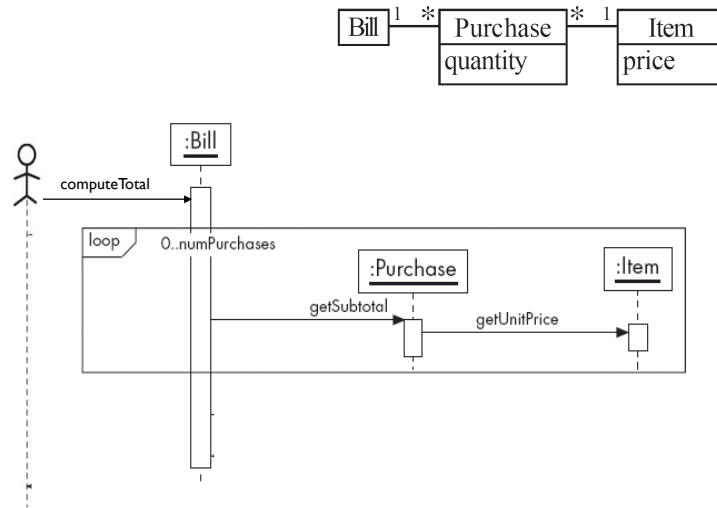 Bill 1 * Purchase * 1 Item
quantity price
:Bill
computeTotal
loop 0..numPurchases
:Purchase :Item
getSubtotal getUnitPrice